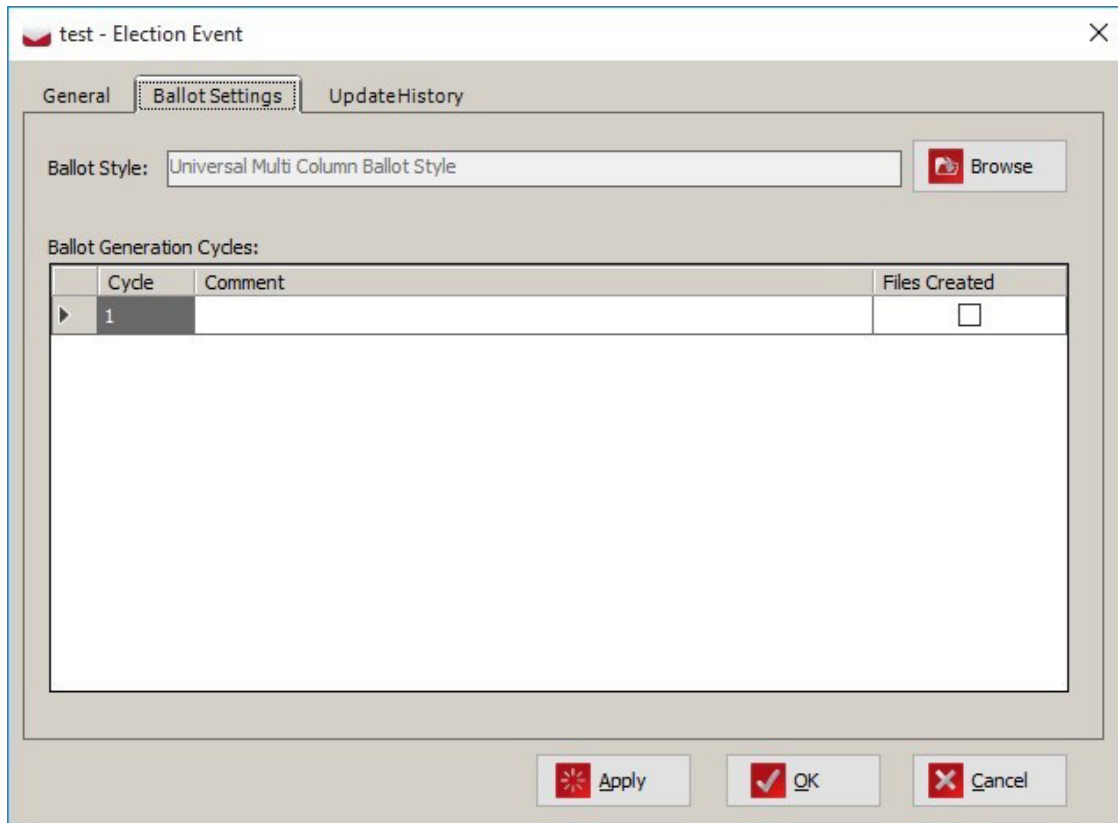 test - Election Event
General Ballot Settings UpdateHistory
Ballot Style: Universal Multi Column Ballot Style Browse
Ballot Generation Cycles:
Cycle Comment Files Created
1
Apply OK Cancel